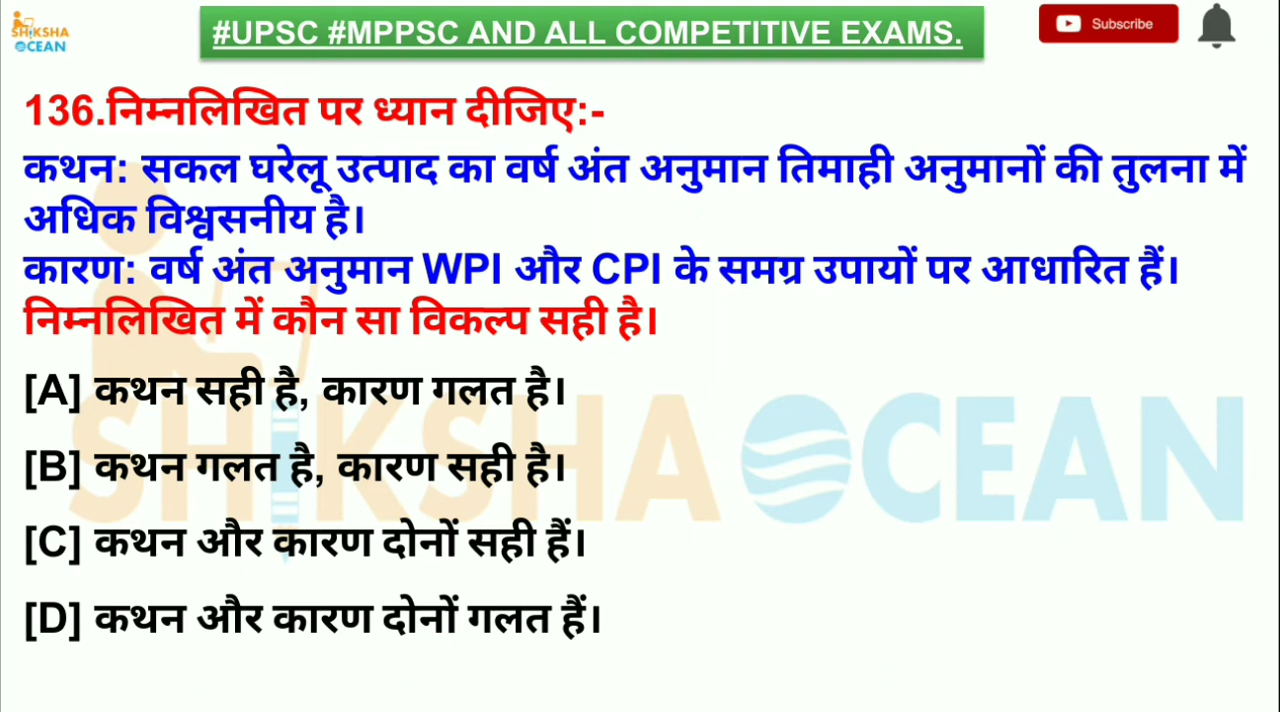 SHIKSHA
OCEAN
#UPSC #MPPSC AND ALL COMPETITIVE EXAMS.
Subscribe
136.निम्नलिखित पर ध्यान दीजिए:-
कथन: सकल घरेलू उत्पाद का वर्ष अंत अनुमान तिमाही अनुमानों की तुलना में
अधिक विश्वसनीय है।
कारण: वर्ष अंत अनुमान WPI और CPI के समग्र उपायों पर आधारित हैं।
निम्नलिखित में कौन सा विकल्प सही है।
[A] कथन सही है, कारण गलत है।
[B] कथन गलत है, कारण सही है।
[C] कथन और कारण दोनों सही हैं।
[D] कथन और कारण दोनों गलत हैं।
SHIKSHA OCEAN